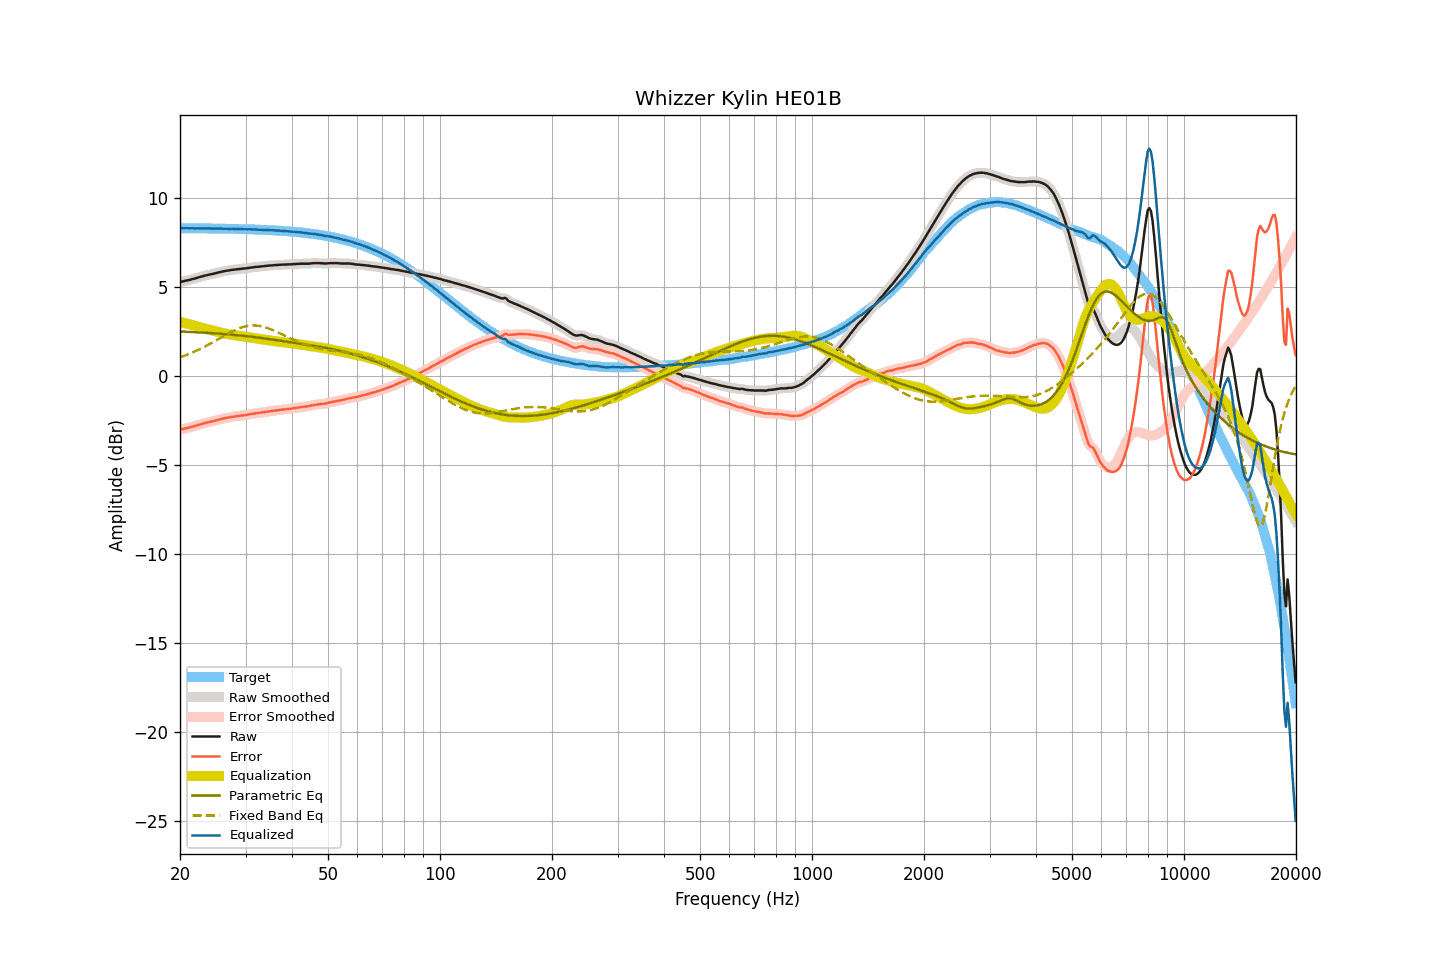 Whizzer Kylin HE01B
10
5
0
−5
−10
−15
−20
−25
Amplitude (dBr)
Target
Raw Smoothed
Error Smoothed
Raw
Error
Equalization
Parametric Eq
Fixed Band Eq
Equalized
20 50 100 200 500 1000 2000 5000 10000 20000
Frequency (Hz)